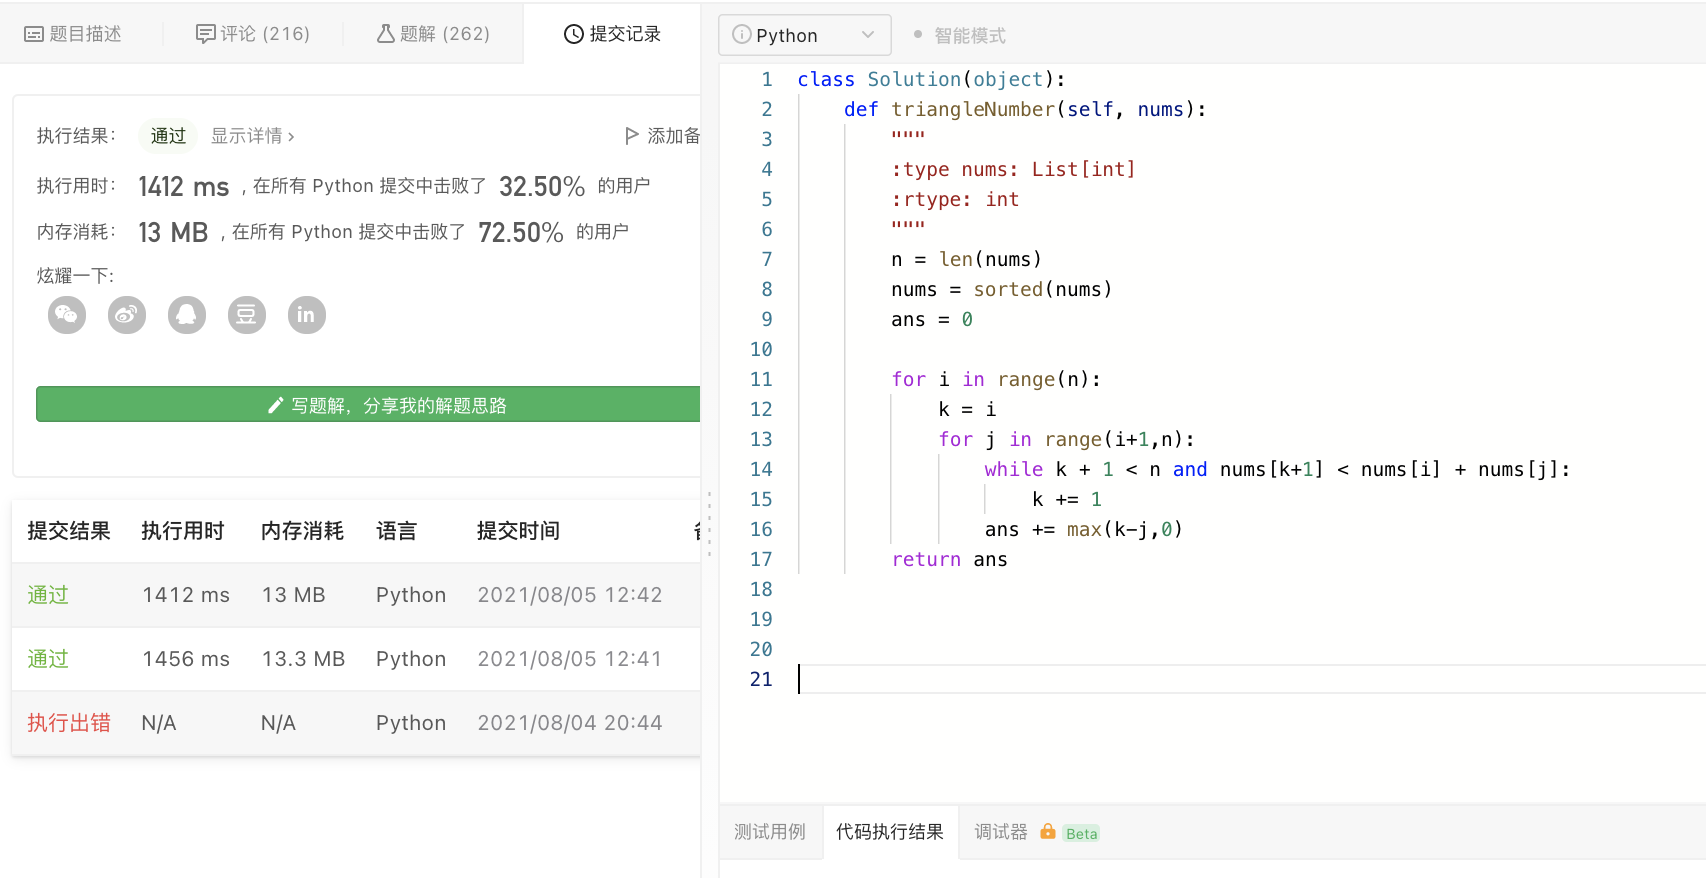 题目描述
评论 (216)
题解 (262)
提交记录
执行结果：
通过
显示详情 ›
添加备
执行用时：
1412 ms , 在所有 Python 提交中击败了 32.50% 的用户
内存消耗：
13 MB , 在所有 Python 提交中击败了 72.50% 的用户
炫耀一下:
豆
in
写题解，分享我的解题思路
提交结果 执行用时 内存消耗 语言 提交时间
通过 1412 ms 13 MB Python 2021/08/05 12:42
通过 1456 ms 13.3 MB Python 2021/08/05 12:41
执行出错 N/A N/A Python 2021/08/04 20:44
Python
智能模式
1 class Solution(object):
2 def triangleNumber(self, nums):
3 """
4 :type nums: List[int]
5 :rtype: int
6 """
7 n = len(nums)
8 nums = sorted(nums)
9 ans = 0
10
11 for i in range(n):
12 k = i
13 for j in range(i+1,n):
14 while k + 1 < n and nums[k+1] < nums[i] + nums[j]:
15 k += 1
16 ans += max(k-j,0)
17 return ans
18
19
20
21
测试用例
代码执行结果
调试器
Beta